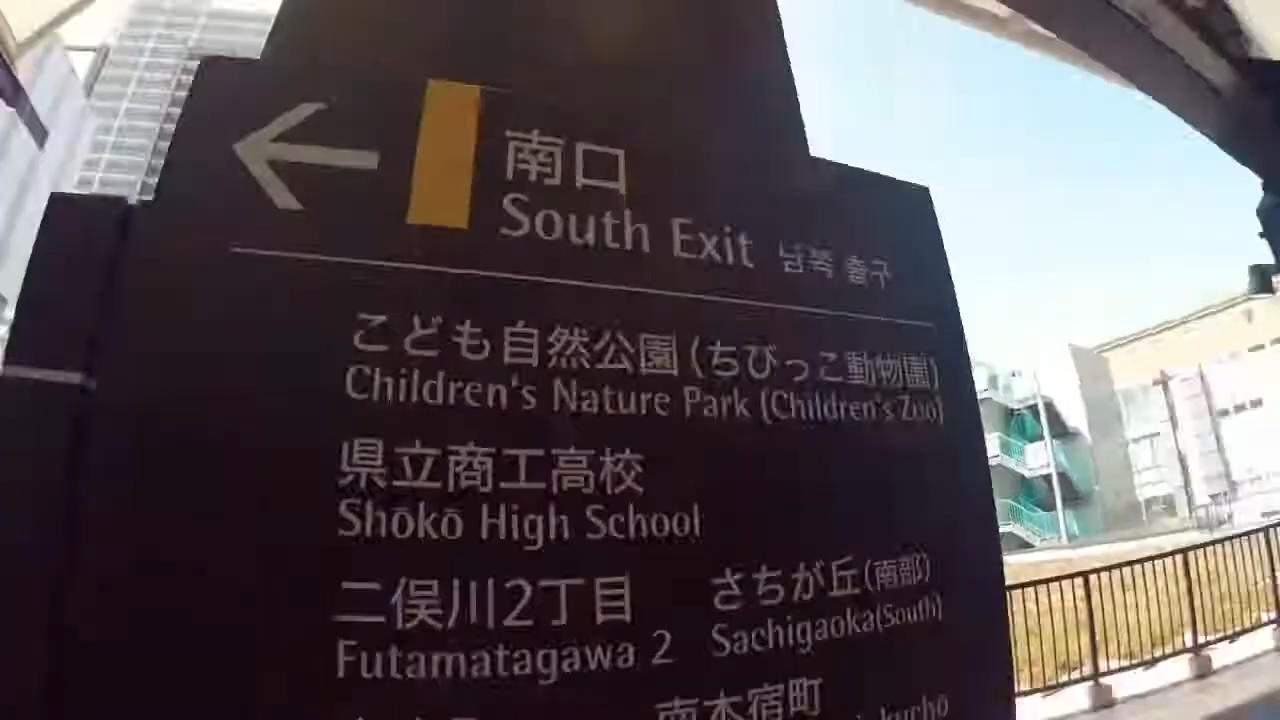 南口
South Exit 남쪽 출구
こども自然公園(ちびっこ動物園)
Children's Nature Park (Children's Zoo)
県立商工高校
Shōkō High School
二俣川2丁目 さちが丘(南部)
Futamatagawa 2 Sachigaoka(South)
南本宿町